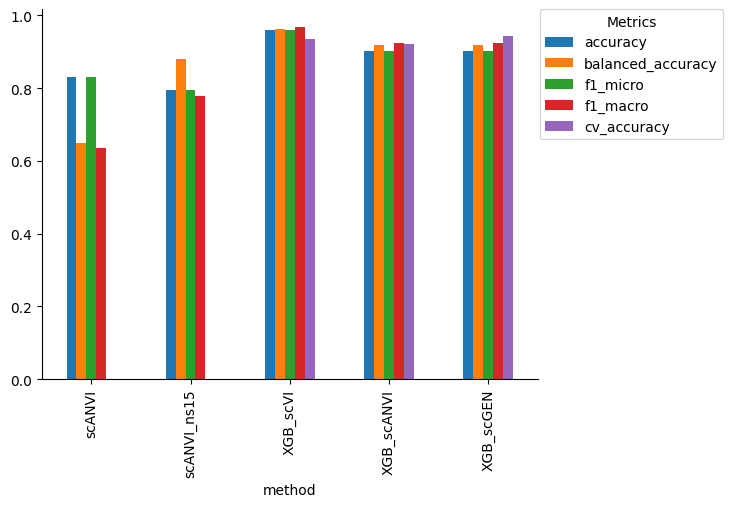 Metrics
accuracy
balanced_accuracy
f1_micro
f1_macro
cv_accuracy
1.0
0.8
0.6
0.4
0.2
0.0
scANVI
scANVI_ns15
XGB_scVI
XGB_scANVI
XGB_scGEN
method